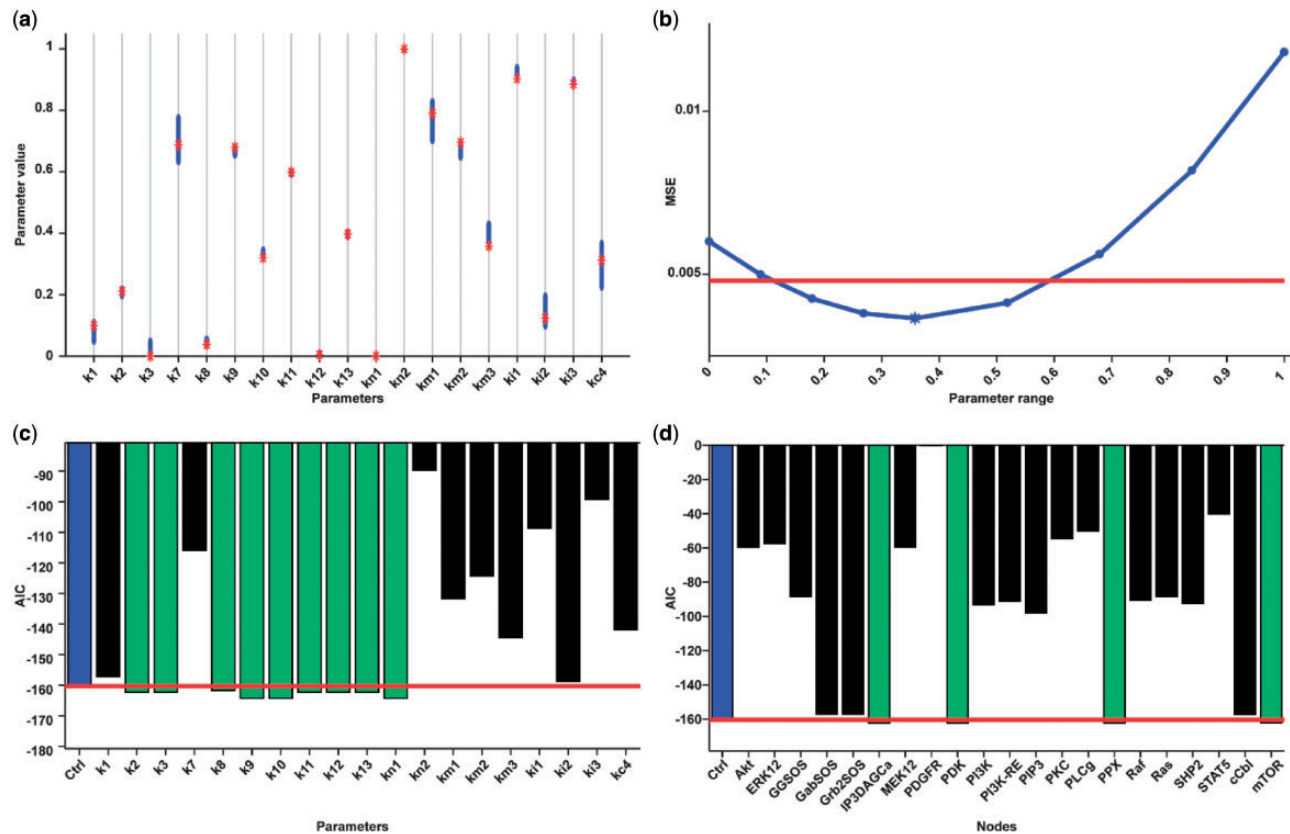 (a)
1
0.8
0.6
0.4
0.2
0
Parameter value
k1 k2 k3 k7 k8 k9 k10 k11 k12 k13 kn1 kn2 km1 km2 km3 ki1 ki2 ki3 kc4
Parameters
(b)
0.01
0.005
MSE
0 0.1 0.2 0.3 0.4 0.5 0.6 0.7 0.8 0.9 1
Parameter range
(c)
-90
-100
-110
-120
-130
-140
-150
-160
-170
-180
AIC
Ctrl k1 k2 k3 k7 k8 k9 k10 k11 k12 k13 kn1 kn2 km1 km2 km3 ki1 ki2 ki3 kc4
Parameters
(d)
0
-20
-40
-60
-80
-100
-120
-140
-160
AIC
Ctrl Akt ERK12 GGSOS GabSOS Grb2SOS IP3DAGCa MEK12 PDGFR PDK PI3K PI3K-RE PIP3 PKC PLCg PPX Raf Ras SHP2 STAT5 cCbl mTOR
Nodes